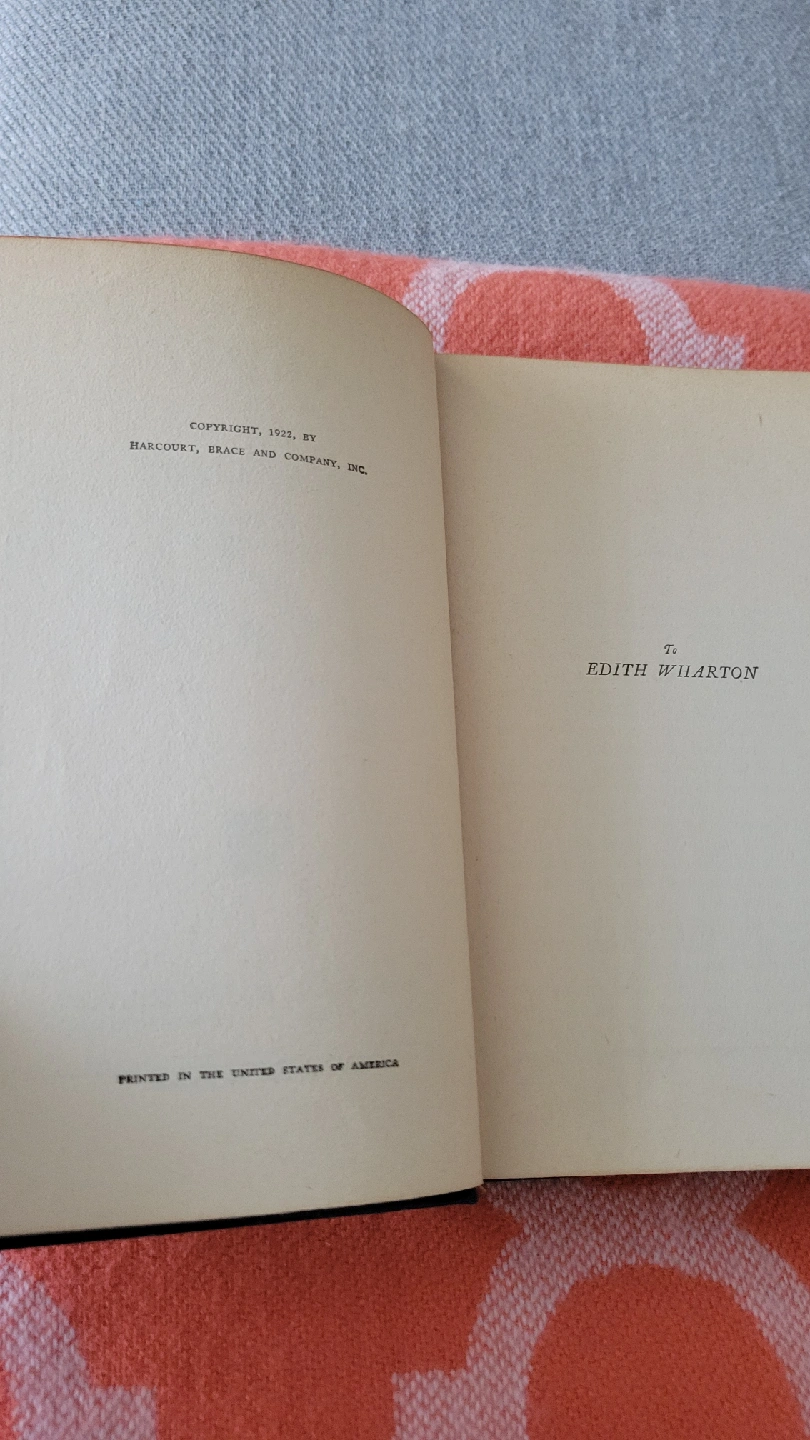 COPYRIGHT, 1922, BY
HARCOURT, BRACE AND COMPANY, INC.
PRINTED IN THE UNITED STATES OF AMERICA
To
EDITH WHARTON